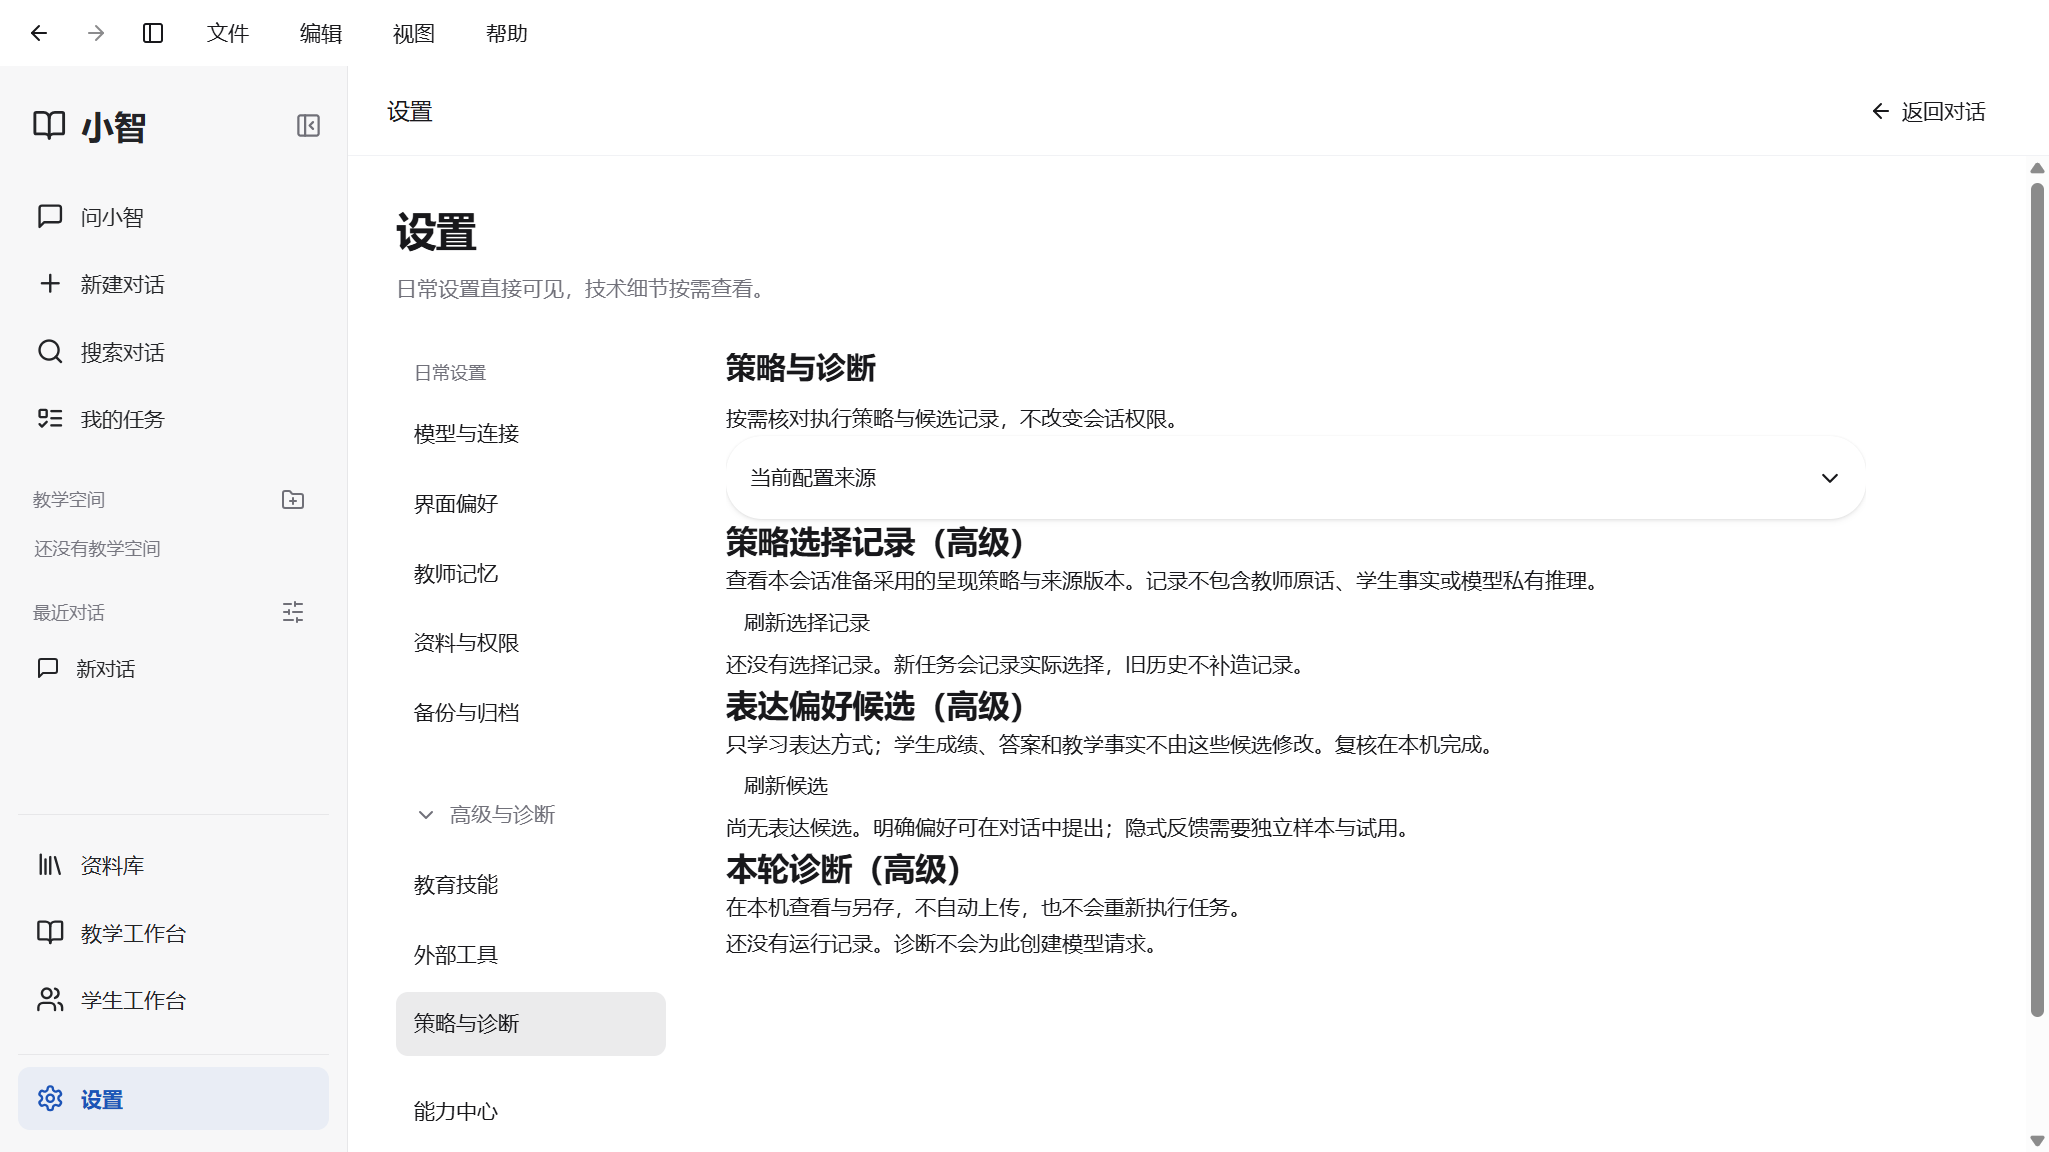 文件 编辑 视图 帮助
小智
问小智
新建对话
搜索对话
我的任务
教学空间
还没有教学空间
最近对话
新对话
资料库
教学工作台
学生工作台
设置
设置
返回对话
设置
日常设置直接可见，技术细节按需查看。
日常设置
模型与连接
界面偏好
教师记忆
资料与权限
备份与归档
高级与诊断
教育技能
外部工具
策略与诊断
能力中心
策略与诊断
按需核对执行策略与候选记录，不改变会话权限。
当前配置来源
策略选择记录（高级）
查看本会话准备采用的呈现策略与来源版本。记录不包含教师原话、学生事实或模型私有推理。
刷新选择记录
还没有选择记录。新任务会记录实际选择，旧历史不补造记录。
表达偏好候选（高级）
只学习表达方式；学生成绩、答案和教学事实不由这些候选修改。复核在本机完成。
刷新候选
尚无表达候选。明确偏好可在对话中提出；隐式反馈需要独立样本与试用。
本轮诊断（高级）
在本机查看与另存，不自动上传，也不会重新执行任务。
还没有运行记录。诊断不会为此创建模型请求。